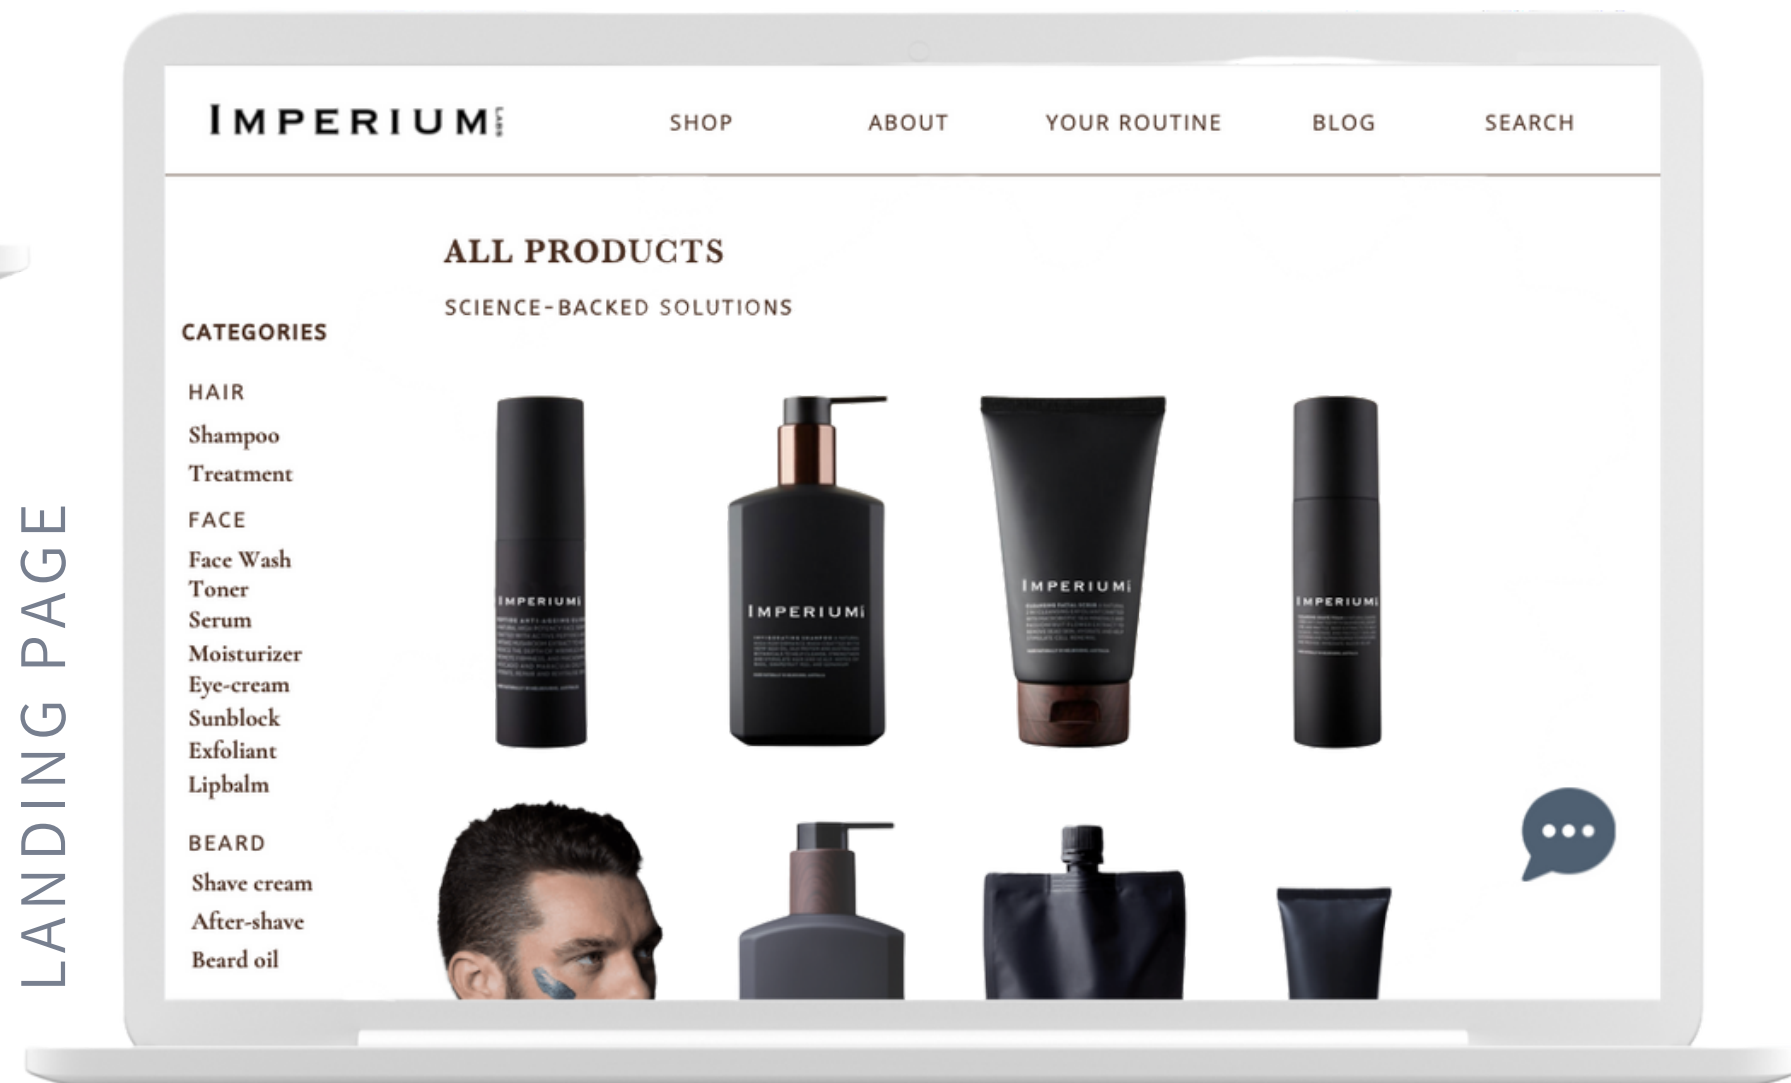 LANDING PAGE
IMPERIUM LABS
SHOP
ABOUT
YOUR ROUTINE
BLOG
SEARCH
ALL PRODUCTS
SCIENCE-BACKED SOLUTIONS
CATEGORIES
HAIR
Shampoo
Treatment
FACE
Face Wash
Toner
Serum
Moisturizer
Eye-cream
Sunblock
Exfoliant
Lipbalm
BEARD
Shave cream
After-shave
Beard oil
IMPERIUM
IMPERIUM
IMPERIUM
IMPERIUM